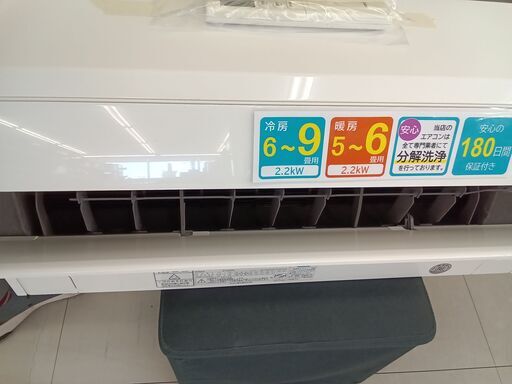 冷房
6～9
畳用
2.2kW
暖房
5～6
畳用
2.2kW
安心
当店の
エアコンは
全て専門業者にて
分解洗浄
を行っております。
安心の
180日間
保証付き